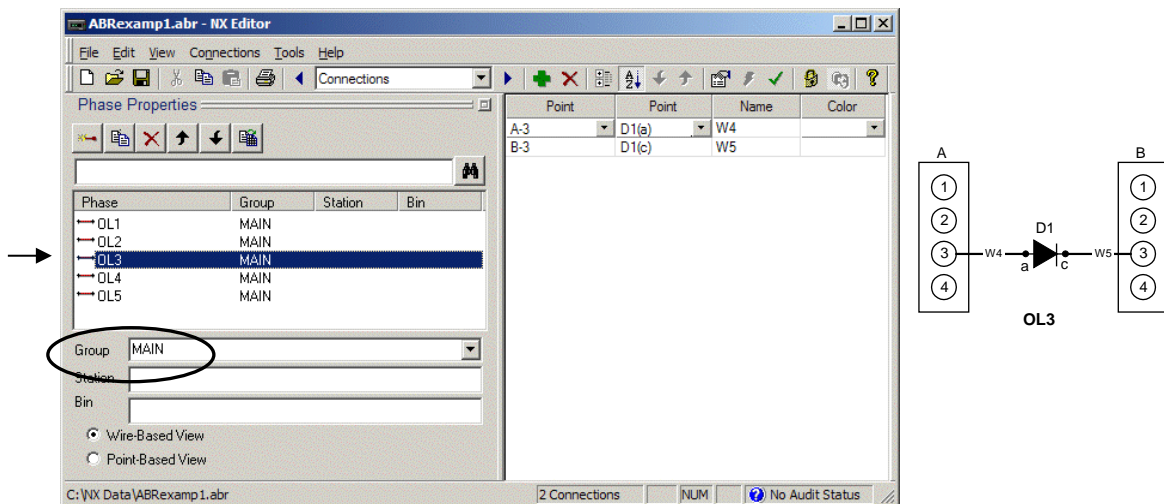 ABRexamp1.abr - NX Editor
File Edit View Connections Tools Help
Connections
Phase Properties
Phase Group Station Bin
OL1 MAIN
OL2 MAIN
OL3 MAIN
OL4 MAIN
OL5 MAIN
Group MAIN
Station
Bin
Wire-Based View
Point-Based View
Point Point Name Color
A-3 D1(a) W4
B-3 D1(c) W5
C:\NX Data\ABRexamp1.abr 2 Connections NUM No Audit Status
A B
1 1
2 2
D1
3 W4 W5 3
a c
4 4
OL3